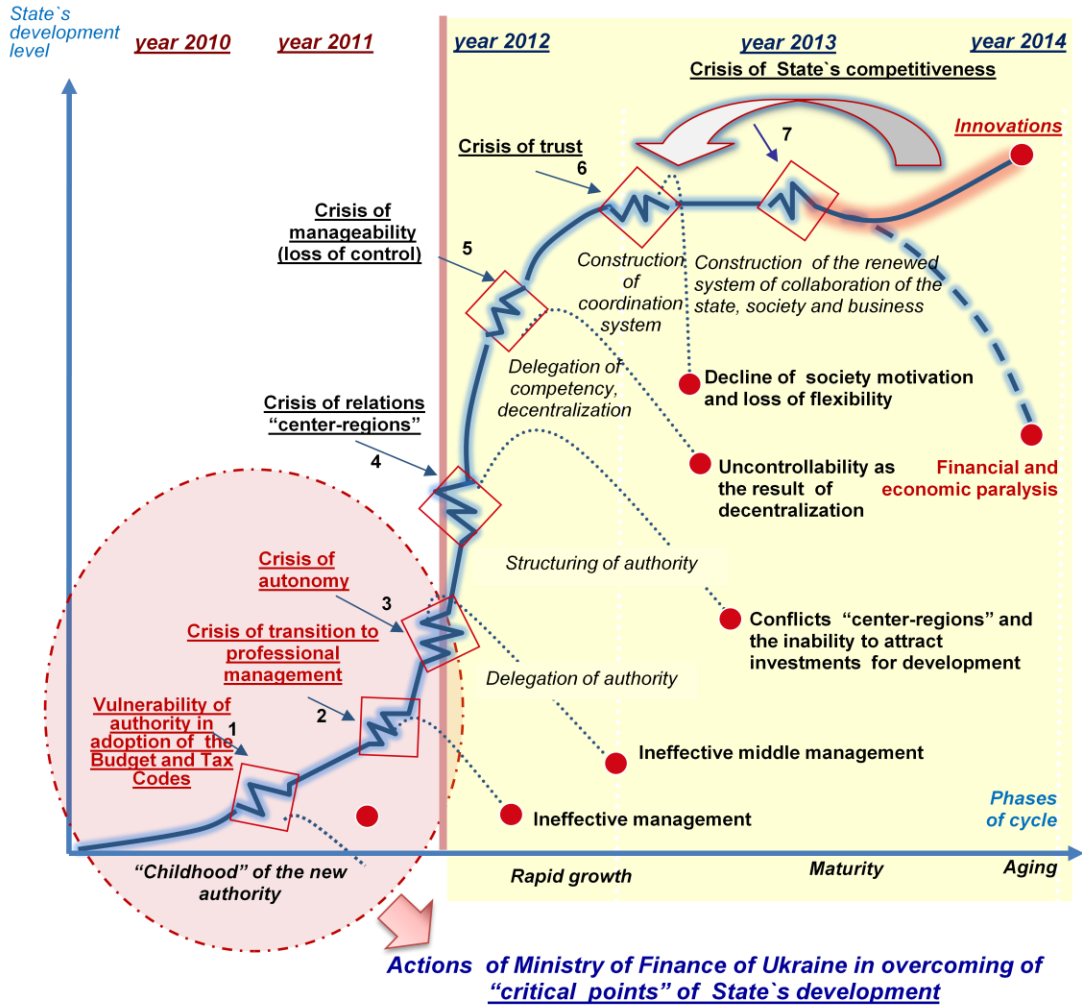 State`s
development
level
year 2010
year 2011
year 2012
year 2013
year 2014
Crisis of State`s competitiveness
7
Innovations
Crisis of trust
6
Crisis of
manageability
(loss of control)
5
Construction
of
coordination
system
Construction of the renewed
system of collaboration of the
state, society and business
Delegation of
competency,
decentralization
Decline of society motivation
and loss of flexibility
Crisis of relations
“center-regions”
4
Uncontrollability as
the result of
decentralization
Financial and
economic paralysis
Structuring of authority
Crisis of
autonomy
3
Conflicts “center-regions” and
the inability to attract
investments for development
Crisis of transition to
professional
management
2
Delegation of authority
Vulnerability of
authority in
adoption of the
Budget and Tax
Codes
1
Ineffective middle management
Ineffective management
Phases
of cycle
“Childhood” of the new
authority
Rapid growth
Maturity
Aging
Actions of Ministry of Finance of Ukraine in overcoming of
“critical points” of State`s development